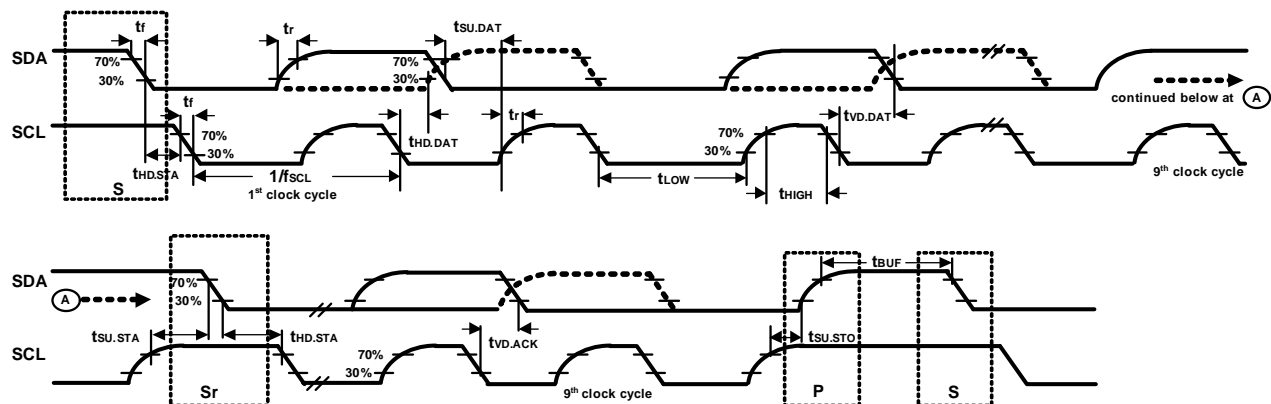 tf
tr
tSU.DAT
SDA
70%
30%
70%
30%
continued below at A
tf
tr
tVD.DAT
SCL
70%
30%
tHD.DAT
70%
30%
tHD.STA
1/fSCL
1st clock cycle
tLOW
tHIGH
9th clock cycle
S
SDA
70%
30%
A
tBUF
tSU.STA
tHD.STA
tVD.ACK
tSU.STO
SCL
70%
30%
9th clock cycle
Sr
P
S